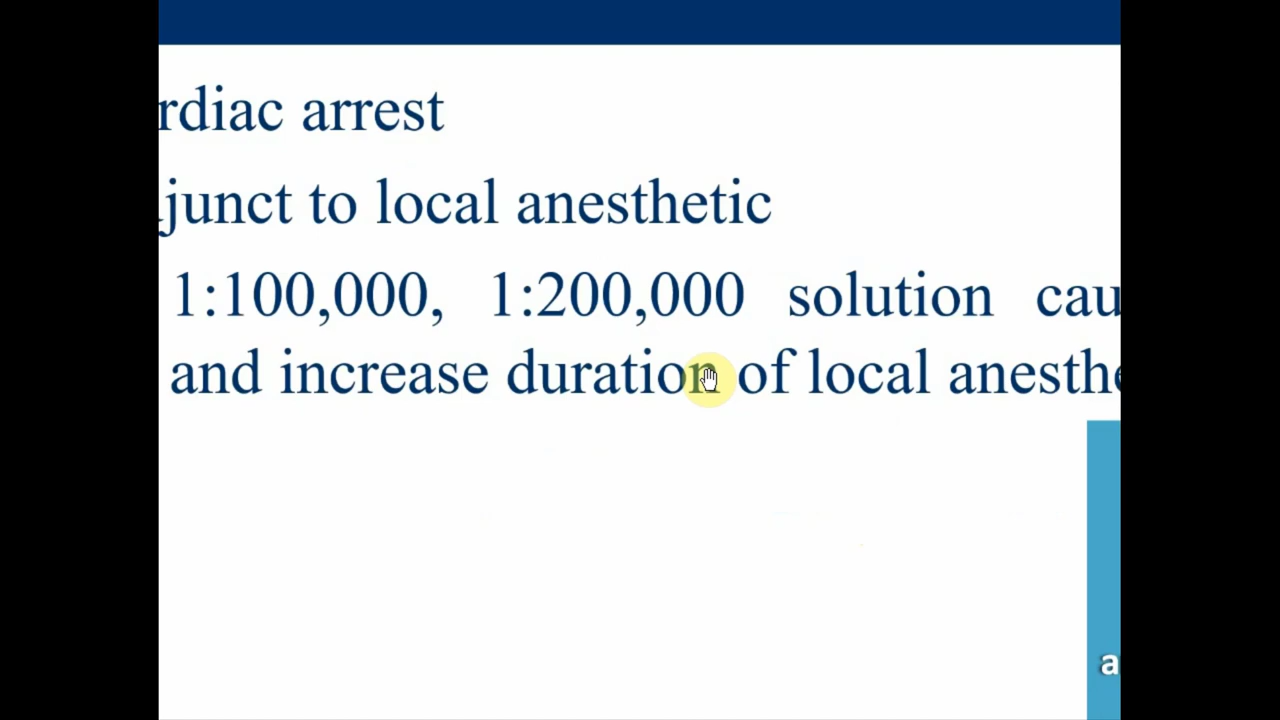 rdiac arrest
junct to local anesthetic
1:100,000, 1:200,000 solution cau
and increase duration of local anesthe
a